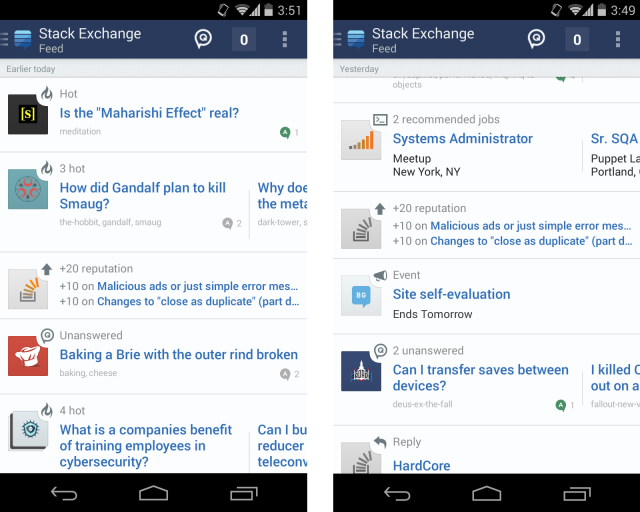 3:51
Stack Exchange
Feed
0
Earlier today
Hot
[s]
Is the "Maharishi Effect" real?
meditation
A 1
3 hot
How did Gandalf plan to kill
Smaug?
the-hobbit, gandalf, smaug
A 2
Why doe
the meta
dark-tower, s
+20 reputation
+10 on Malicious ads or just simple error mes...
+10 on Changes to "close as duplicate" (part d...
Unanswered
Baking a Brie with the outer rind broken
baking, cheese
A 2
4 hot
What is a companies benefit
of training employees in
cybersecurity?
Can I bu
reducer
teleconv
3:49
Stack Exchange
Feed
0
Yesterday
objects
2 recommended jobs
Systems Administrator
Meetup
New York, NY
Sr. SQA
Puppet La
Portland,
+20 reputation
+10 on Malicious ads or just simple error mes...
+10 on Changes to "close as duplicate" (part d...
Event
BG
Site self-evaluation
Ends Tomorrow
2 unanswered
Can I transfer saves between
devices?
deus-ex-the-fall
A 1
I killed
out on a
fallout-new-v
Reply
HardCore